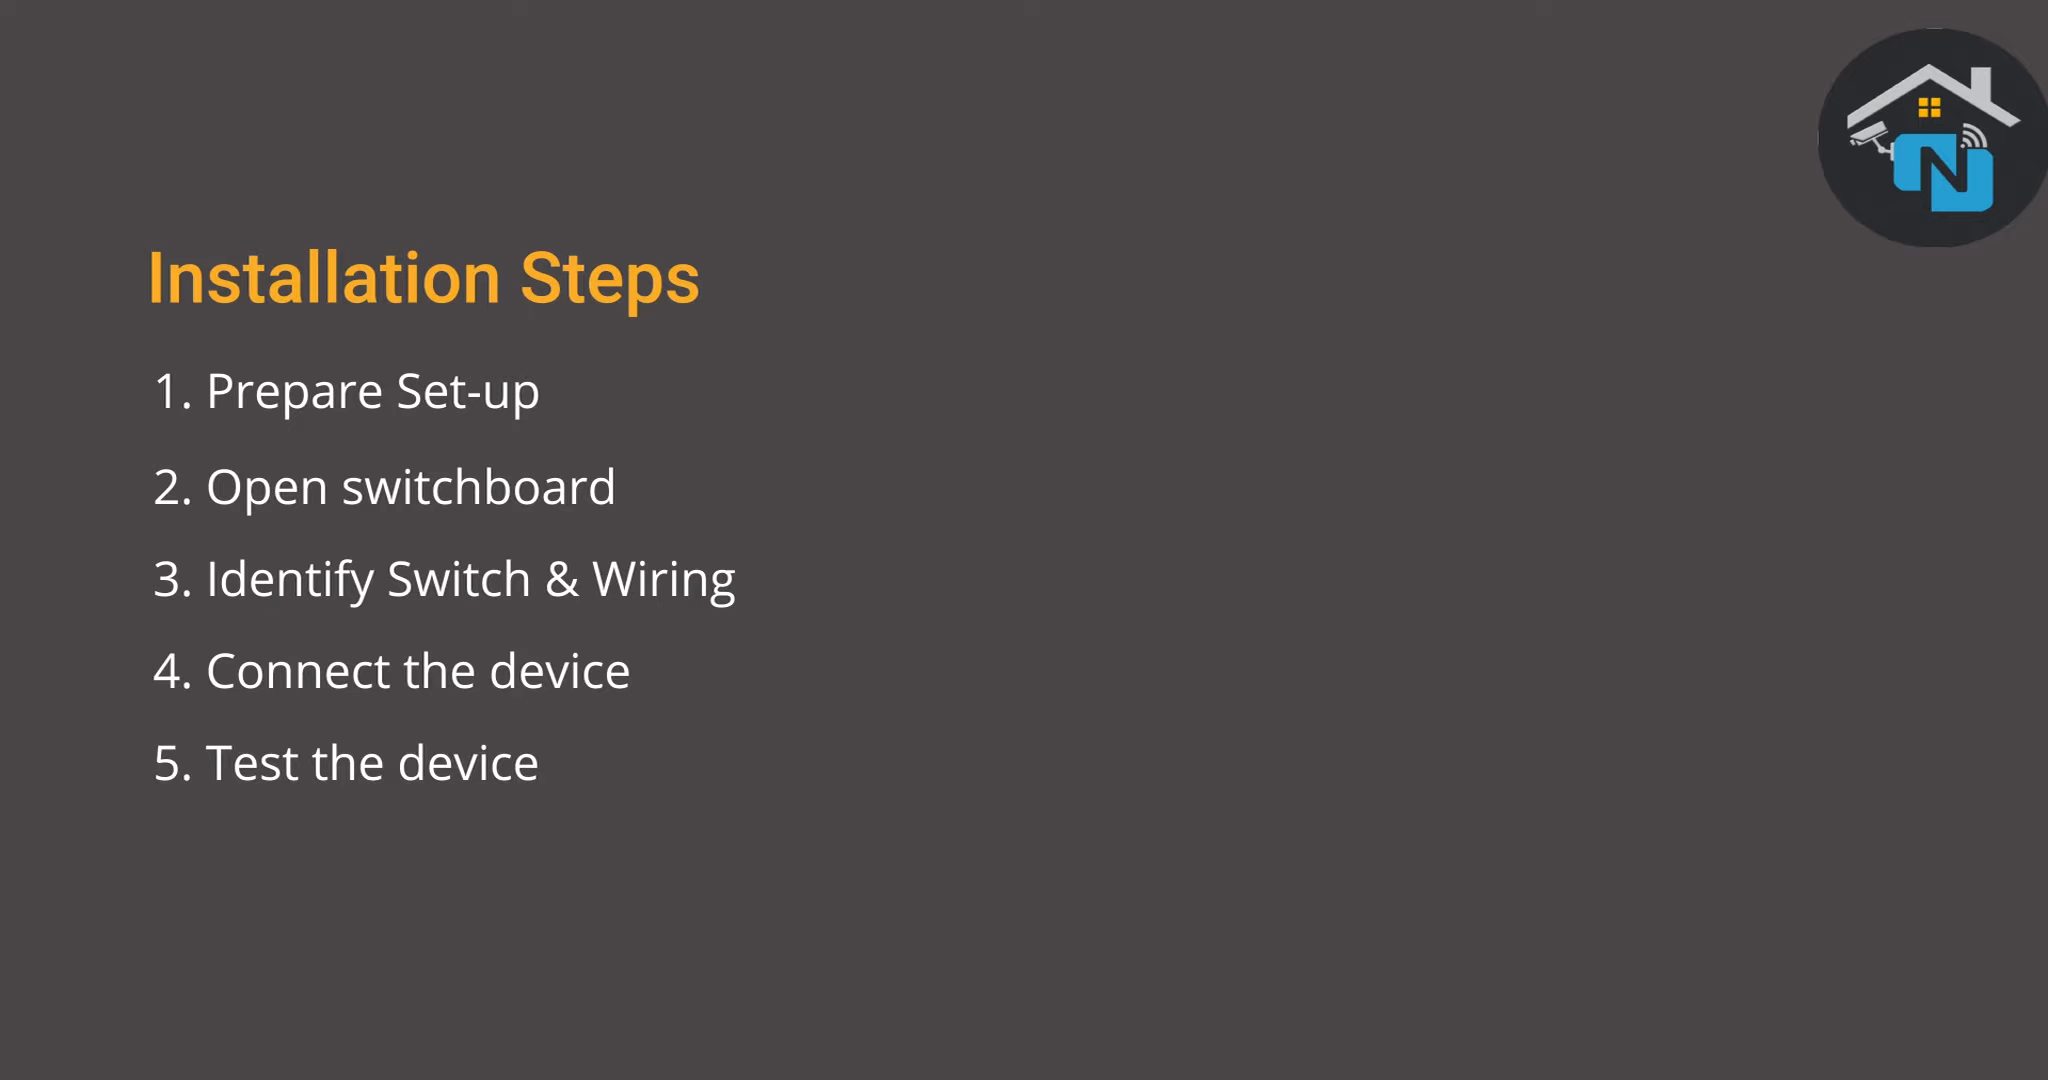 Installation Steps
1. Prepare Set-up
2. Open switchboard
3. Identify Switch & Wiring
4. Connect the device
5. Test the device
N